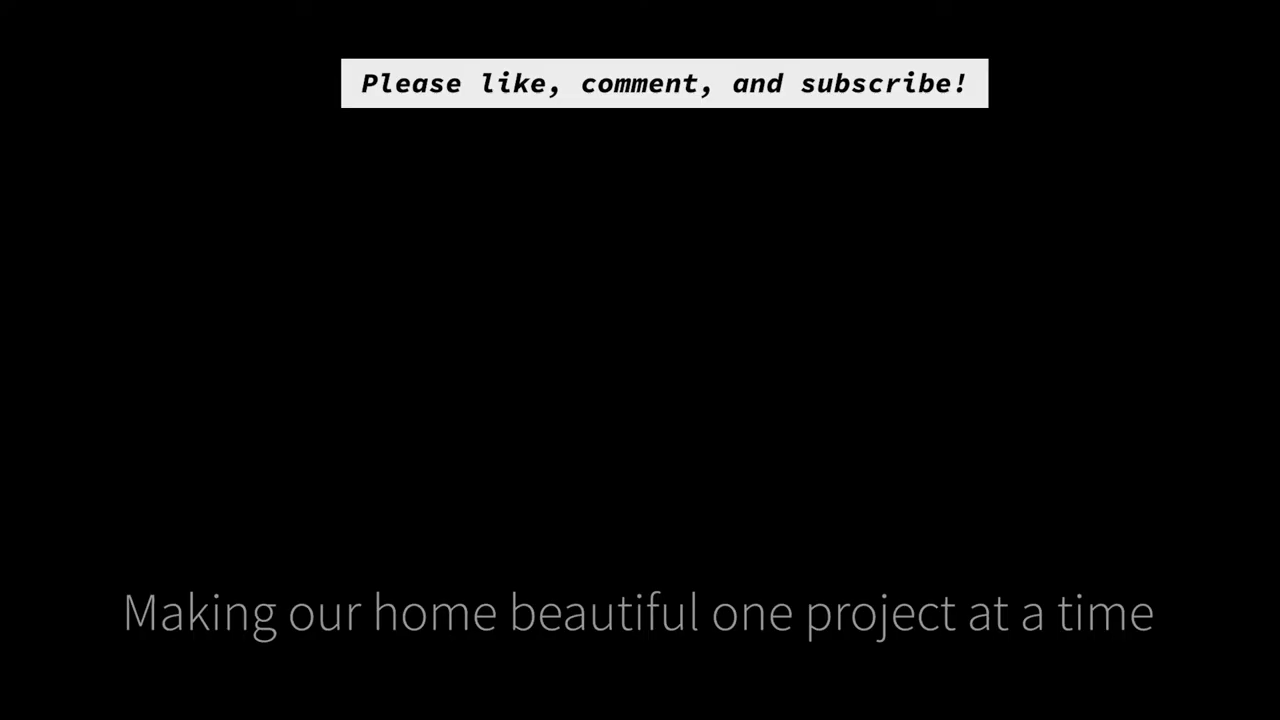 Please like, comment, and subscribe!
Making our home beautiful one project at a time